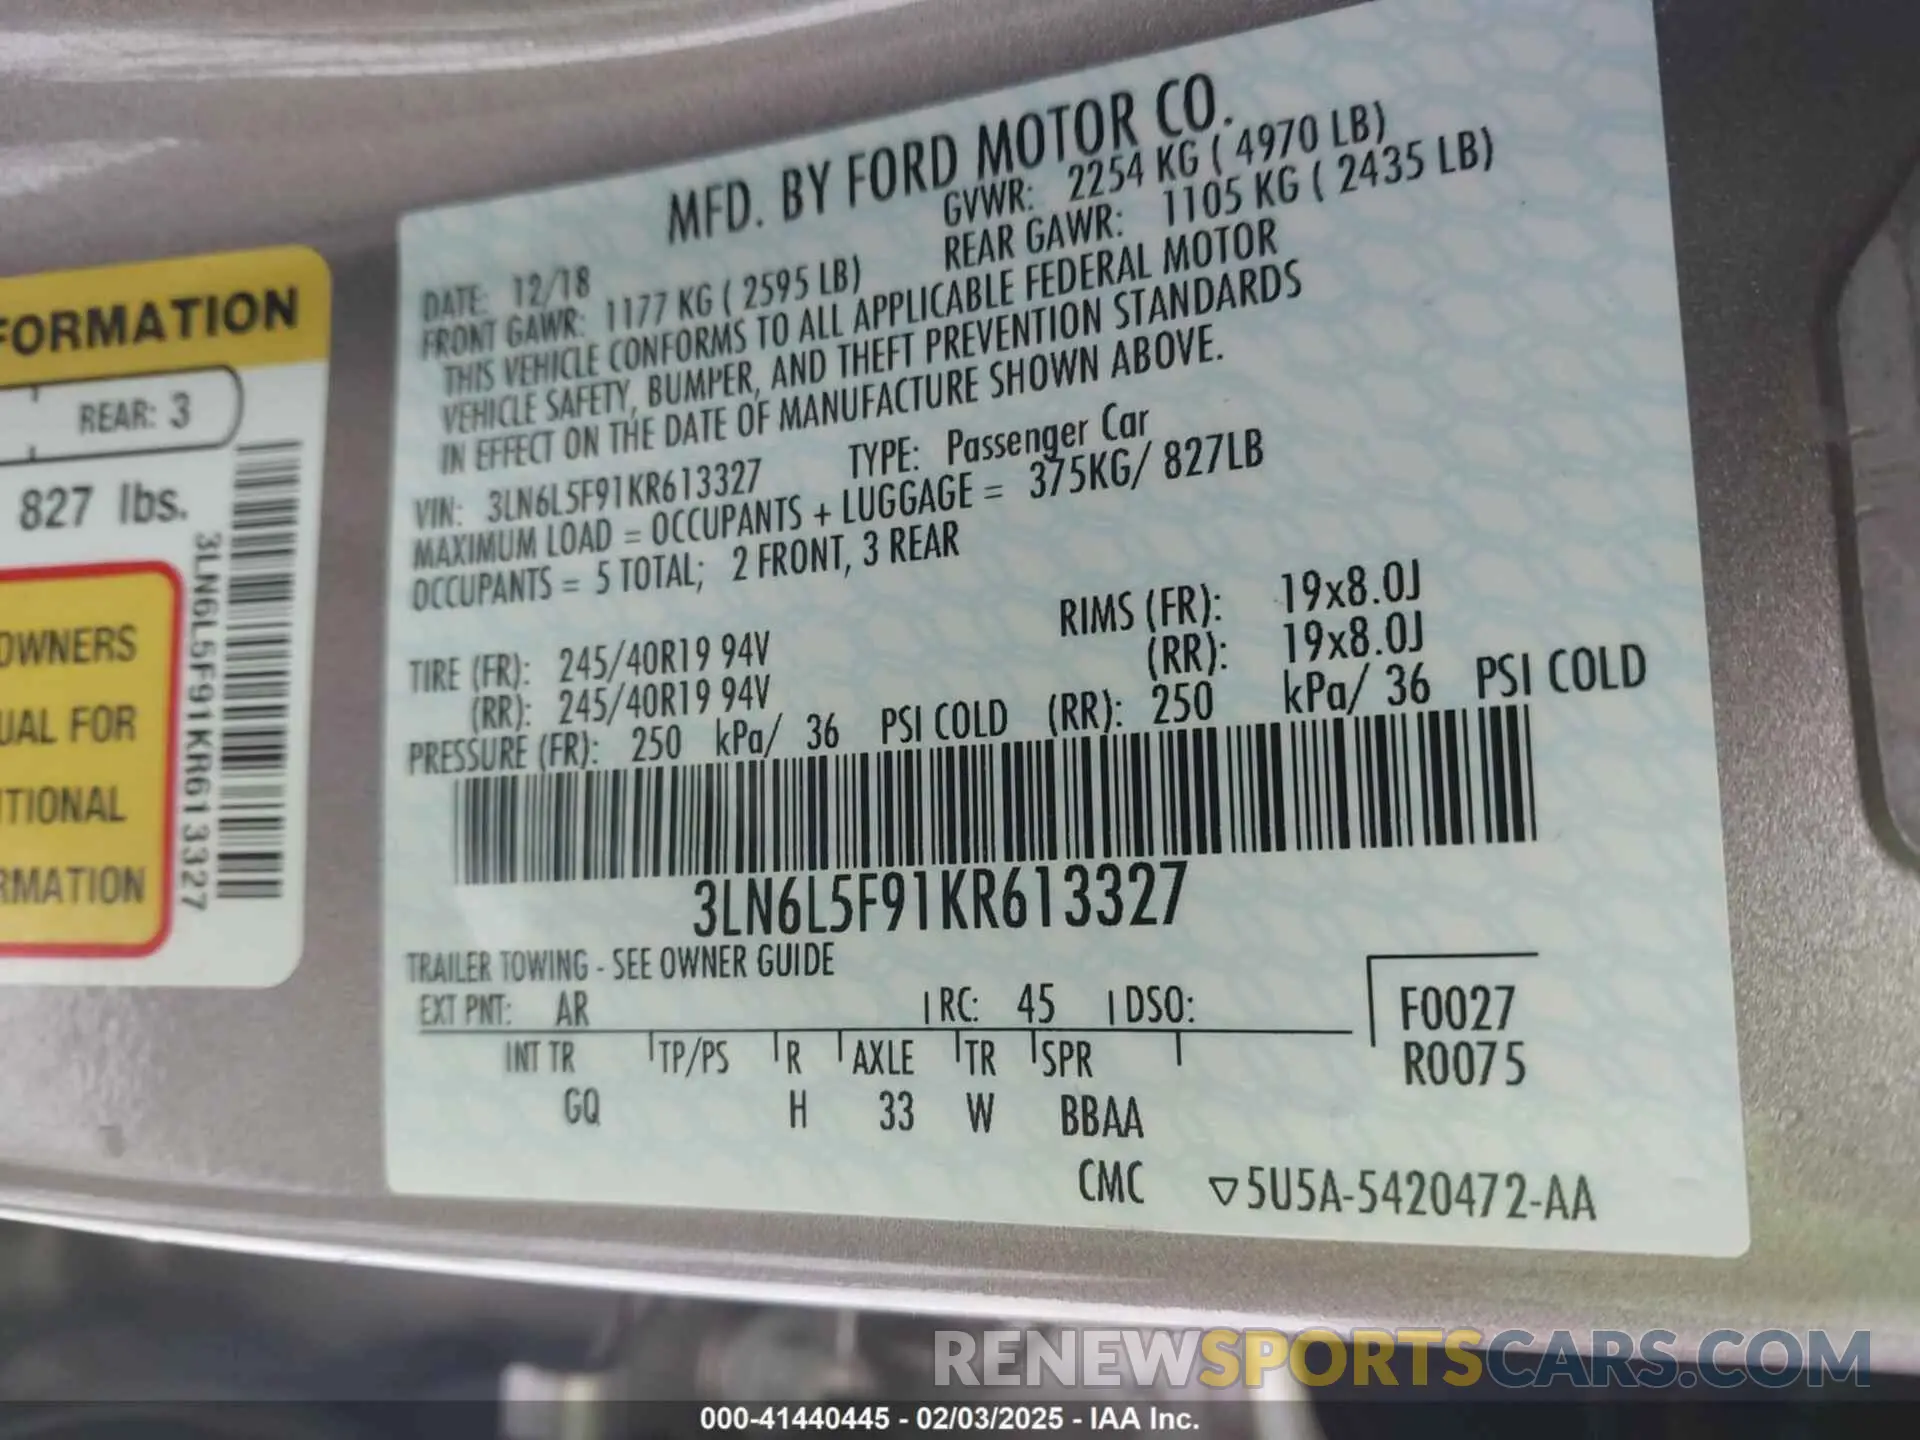 MFD. BY FORD MOTOR CO.
DATE: 12/18 GVWR: 2254 KG ( 4970 LB)
FRONT GAWR: 1177 KG ( 2595 LB) REAR GAWR: 1105 KG ( 2435 LB)
THIS VEHICLE CONFORMS TO ALL APPLICABLE FEDERAL MOTOR
VEHICLE SAFETY, BUMPER, AND THEFT PREVENTION STANDARDS
IN EFFECT ON THE DATE OF MANUFACTURE SHOWN ABOVE.
VIN: 3LN6L5F91KR613327 TYPE: Passenger Car
MAXIMUM LOAD = OCCUPANTS + LUGGAGE = 375KG/ 827LB
OCCUPANTS = 5 TOTAL; 2 FRONT, 3 REAR
TIRE (FR): 245/40R19 94V RIMS (FR): 19x8.0J
(RR): 245/40R19 94V (RR): 19x8.0J
PRESSURE (FR): 250 kPa/ 36 PSI COLD (RR): 250 kPa/ 36 PSI COLD
3LN6L5F91KR613327
TRAILER TOWING - SEE OWNER GUIDE
EXT PNT: AR RC: 45 DSO:
INT TR TP/PS R AXLE TR SPR
GQ H 33 W BBAA
F0027
R0075
CMC ▽5U5A-5420472-AA
FORMATION
REAR: 3
827 lbs.
OWNERS
UAL FOR
ITIONAL
RMATION
3LN6L5F91KR613327
RENEWSPORTSCARS.COM
000-41440445 - 02/03/2025 - IAA Inc.